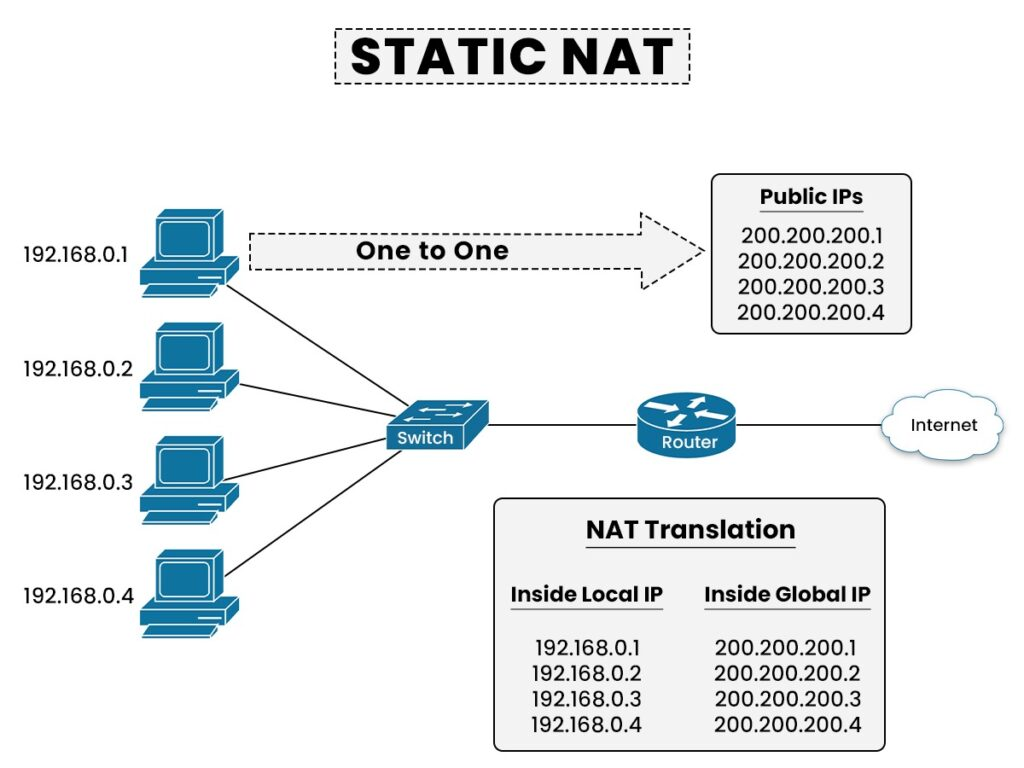 STATIC NAT
192.168.0.1
One to One
Public IPs
200.200.200.1
200.200.200.2
200.200.200.3
200.200.200.4
192.168.0.2
Switch
Router
Internet
192.168.0.3
192.168.0.4
NAT Translation
Inside Local IP Inside Global IP
192.168.0.1 200.200.200.1
192.168.0.2 200.200.200.2
192.168.0.3 200.200.200.3
192.168.0.4 200.200.200.4